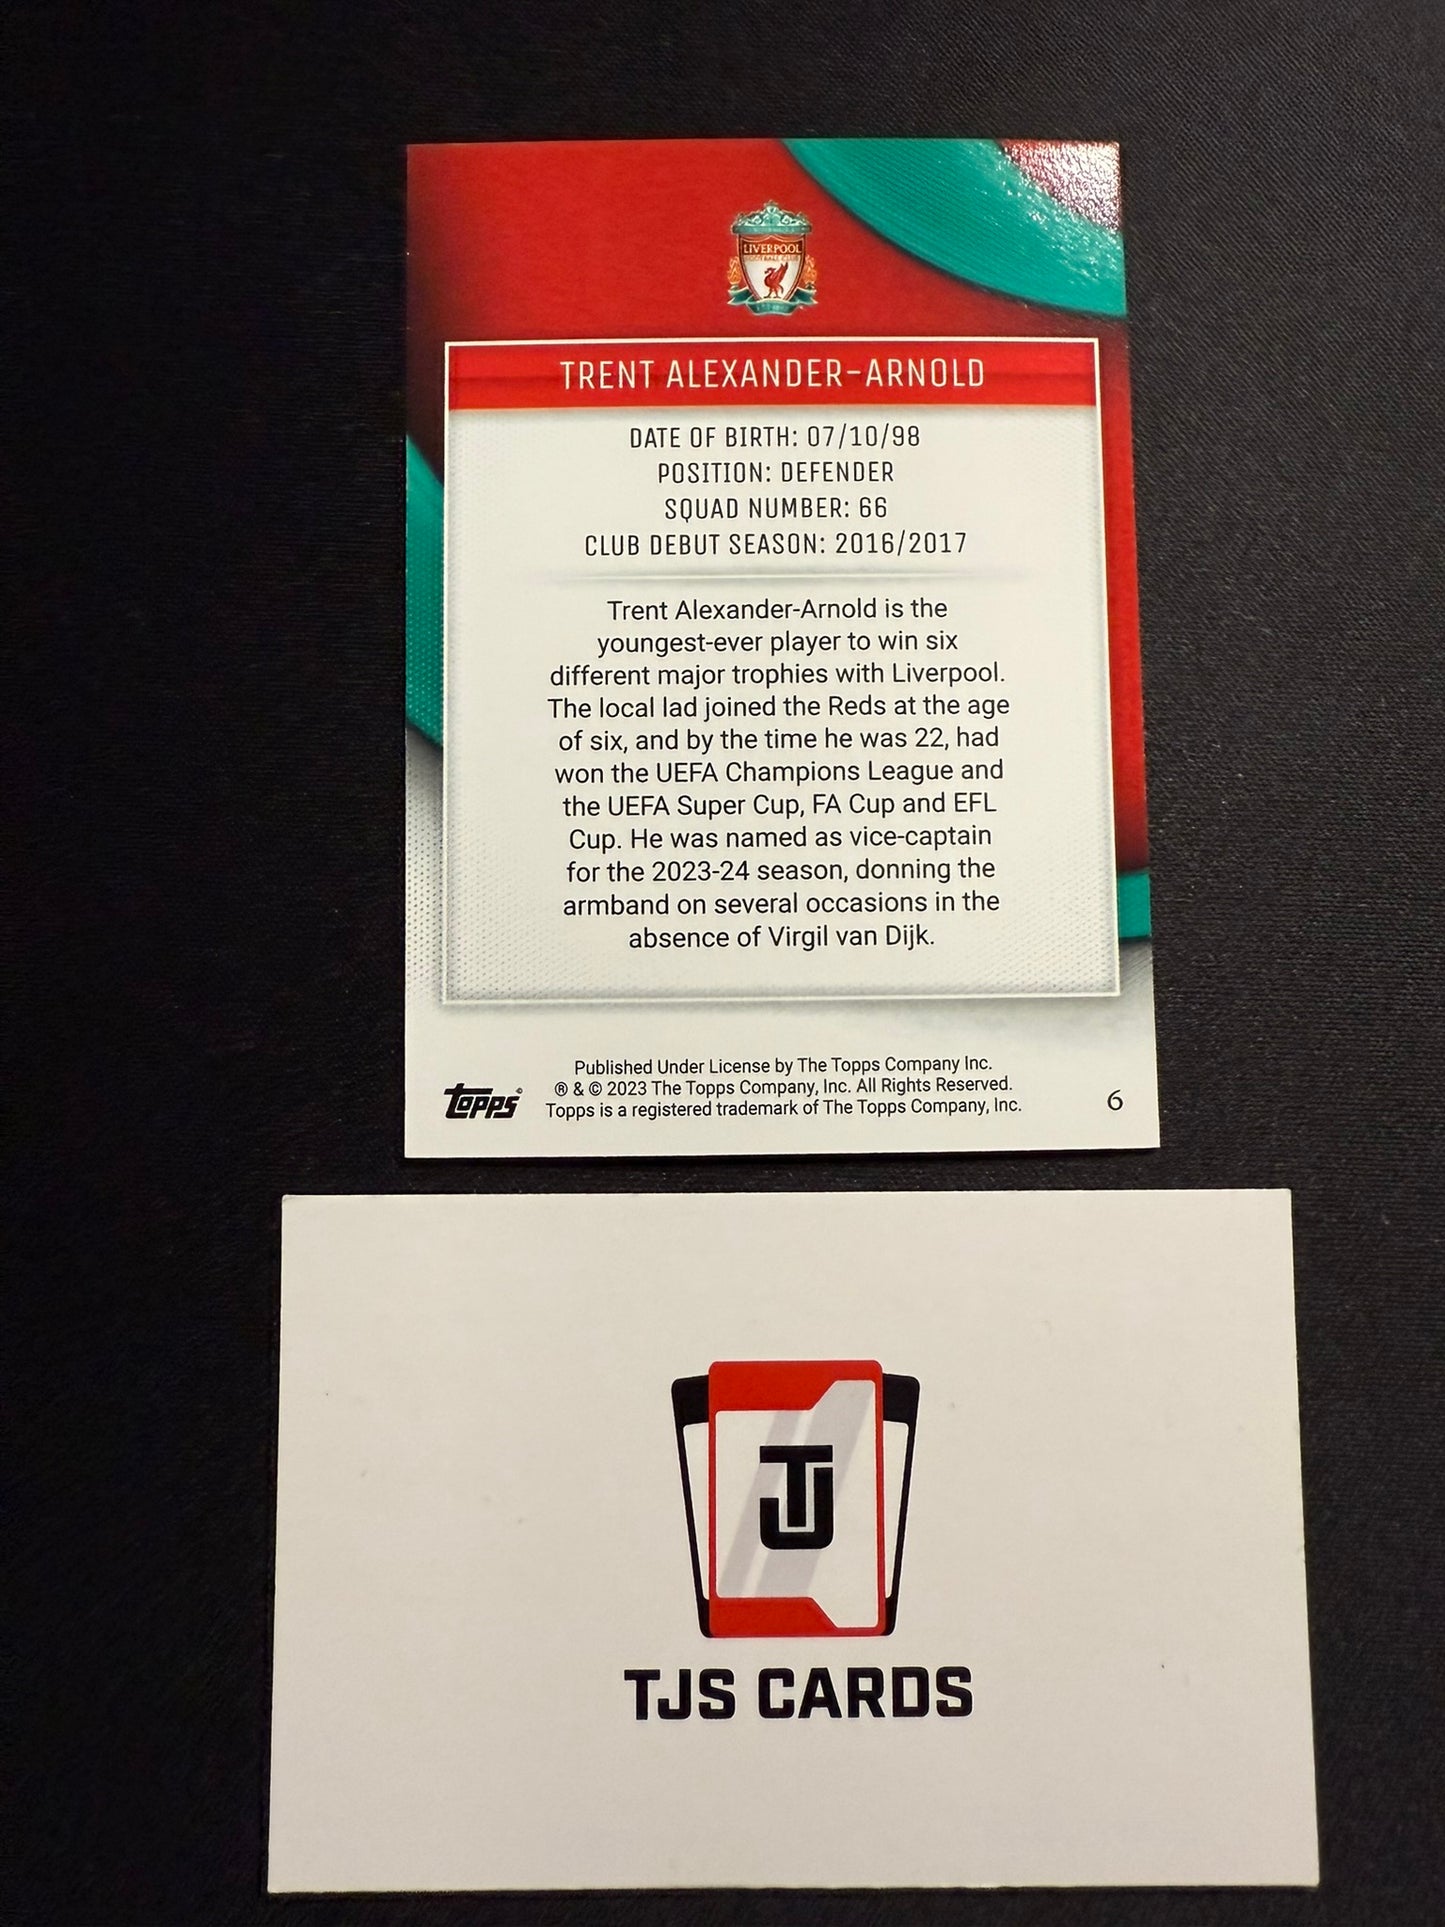 LIVERPOOL
FOOTBALL CLUB
TRENT ALEXANDER-ARNOLD
DATE OF BIRTH: 07/10/98
POSITION: DEFENDER
SQUAD NUMBER: 66
CLUB DEBUT SEASON: 2016/2017
Trent Alexander-Arnold is the
youngest-ever player to win six
different major trophies with Liverpool.
The local lad joined the Reds at the age
of six, and by the time he was 22, had
won the UEFA Champions League and
the UEFA Super Cup, FA Cup and EFL
Cup. He was named as vice-captain
for the 2023-24 season, donning the
armband on several occasions in the
absence of Virgil van Dijk.
Published Under License by The Topps Company Inc.
® & © 2023 The Topps Company, Inc. All Rights Reserved.
Topps is a registered trademark of The Topps Company, Inc.
Topps©
6
TJ
TJS CARDS